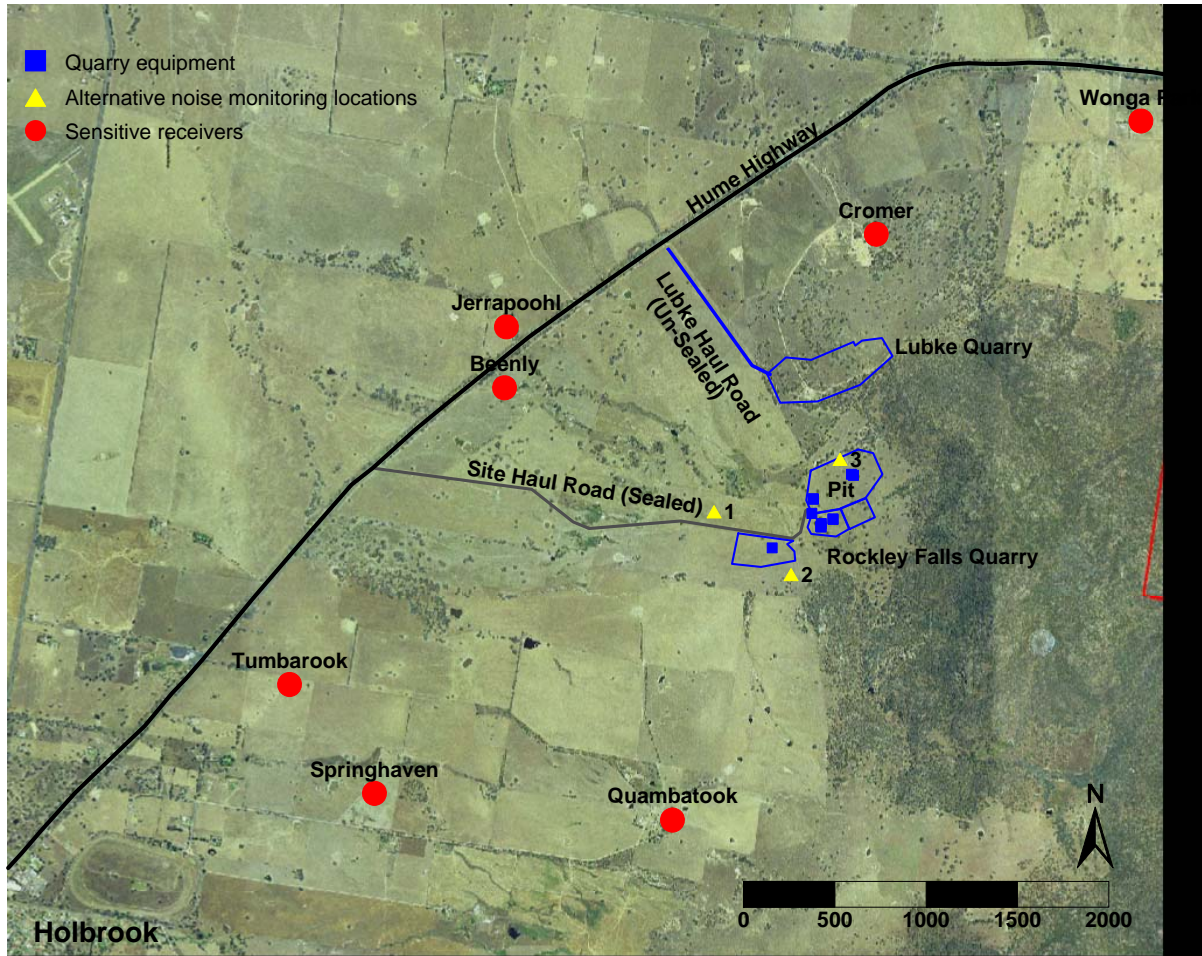 Quarry equipment
Alternative noise monitoring locations
Sensitive receivers
Wonga
Hume Highway
Cromer
Jerrapoohl
Lubke Haul Road
(Un-Sealed)
Lubke Quarry
Beenly
3
Site Haul Road (Sealed)
Pit
1
Rockley Falls Quarry
2
Tumbarook
Springhaven
Quambatook
N
0 500 1000 1500 2000
Holbrook